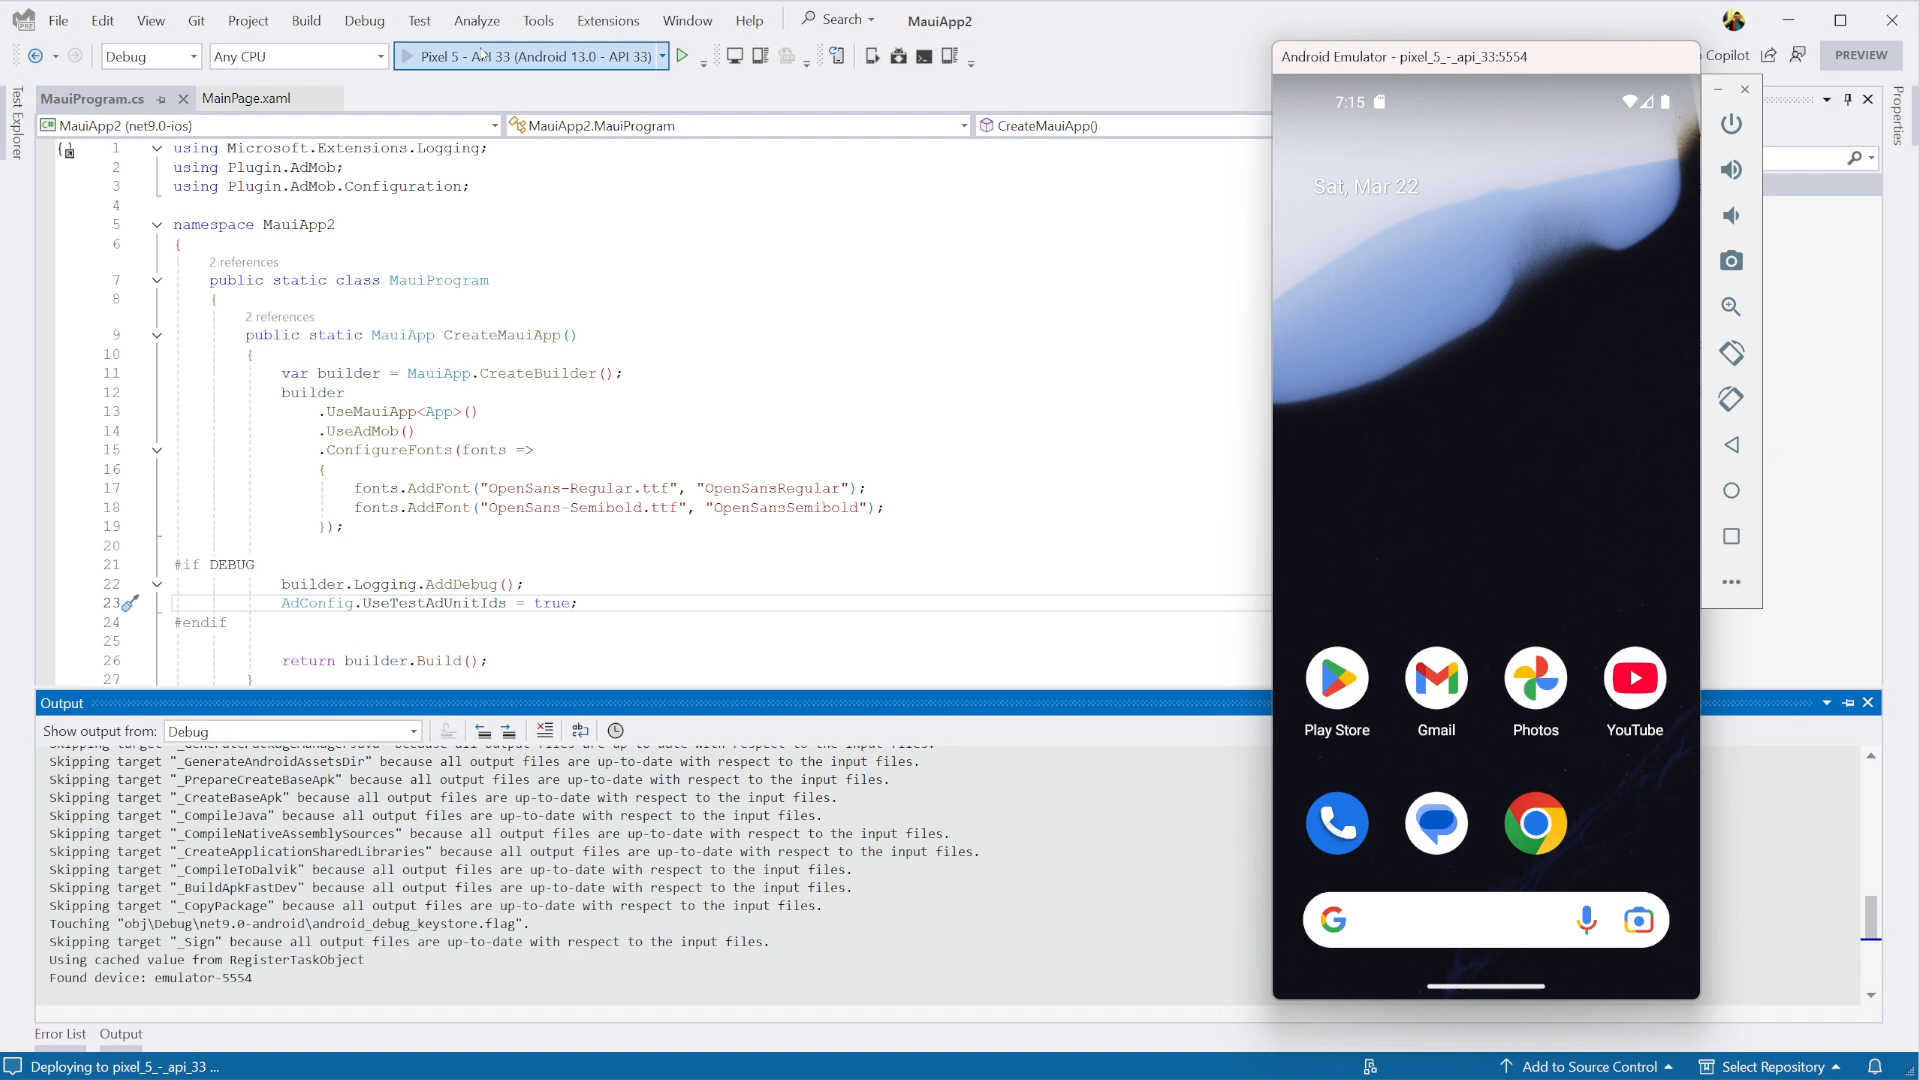 File Edit View Git Project Build Debug Test Analyze Tools Extensions Window Help Search MauiApp2
Debug Any CPU Pixel 5 - API 33 (Android 13.0 - API 33) Copilot PREVIEW
Android Emulator - pixel_5_-_api_33:5554
Test Explorer
Properties
MauiProgram.cs MainPage.xaml
MauiApp2 (net9.0-ios) MauiApp2.MauiProgram CreateMauiApp()
1 using Microsoft.Extensions.Logging;
2 using Plugin.AdMob;
3 using Plugin.AdMob.Configuration;
4
5 namespace MauiApp2
6 {
2 references
7 public static class MauiProgram
8 {
2 references
9 public static MauiApp CreateMauiApp()
10 {
11 var builder = MauiApp.CreateBuilder();
12 builder
13 .UseMauiApp<App>()
14 .UseAdMob()
15 .ConfigureFonts(fonts =>
16 {
17 fonts.AddFont("OpenSans-Regular.ttf", "OpenSansRegular");
18 fonts.AddFont("OpenSans-Semibold.ttf", "OpenSansSemibold");
19 });
20
21 #if DEBUG
22 builder.Logging.AddDebug();
23 AdConfig.UseTestAdUnitIds = true;
24 #endif
25
26 return builder.Build();
27 }
7:15
Sat, Mar 22
Play Store Gmail Photos YouTube
Output
Show output from: Debug
Skipping target "_GeneratePackageManagerJava" because all output files are up-to-date with respect to the input files.
Skipping target "_GenerateAndroidAssetsDir" because all output files are up-to-date with respect to the input files.
Skipping target "_PrepareCreateBaseApk" because all output files are up-to-date with respect to the input files.
Skipping target "_CreateBaseApk" because all output files are up-to-date with respect to the input files.
Skipping target "_CompileJava" because all output files are up-to-date with respect to the input files.
Skipping target "_CompileNativeAssemblySources" because all output files are up-to-date with respect to the input files.
Skipping target "_CreateApplicationSharedLibraries" because all output files are up-to-date with respect to the input files.
Skipping target "_CompileToDalvik" because all output files are up-to-date with respect to the input files.
Skipping target "_BuildApkFastDev" because all output files are up-to-date with respect to the input files.
Skipping target "_CopyPackage" because all output files are up-to-date with respect to the input files.
Touching "obj\Debug\net9.0-android\android_debug_keystore.flag".
Skipping target "_Sign" because all output files are up-to-date with respect to the input files.
Using cached value from RegisterTaskObject
Found device: emulator-5554
Error List Output
Deploying to pixel_5_-_api_33 ... Add to Source Control Select Repository